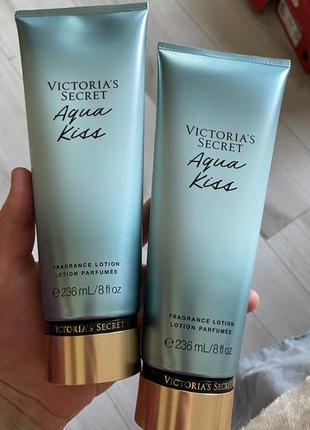 VICTORIA'S
SECRET
Aqua
Kiss
FRAGRANCE LOTION
LOTION PARFUMÉE
℮ 236 mL/8 fl oz
VICTORIA'S SECRET
VICTORIA'S
SECRET
Aqua
Kiss
FRAGRANCE LOTION
LOTION PARFUMÉE
℮ 236 mL/8 fl oz
VICTORIA'S SECRET